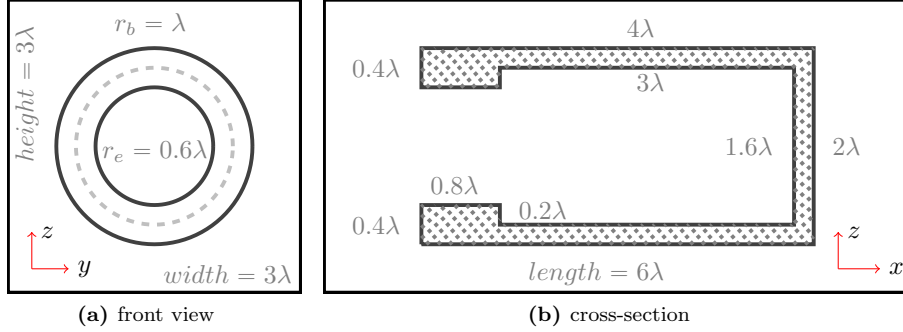 r_b = λ
height = 3λ
r_e = 0.6λ
z
y
width = 3λ
(a) front view
4λ
0.4λ
3λ
1.6λ
2λ
0.8λ
0.2λ
0.4λ
z
x
length = 6λ
(b) cross-section